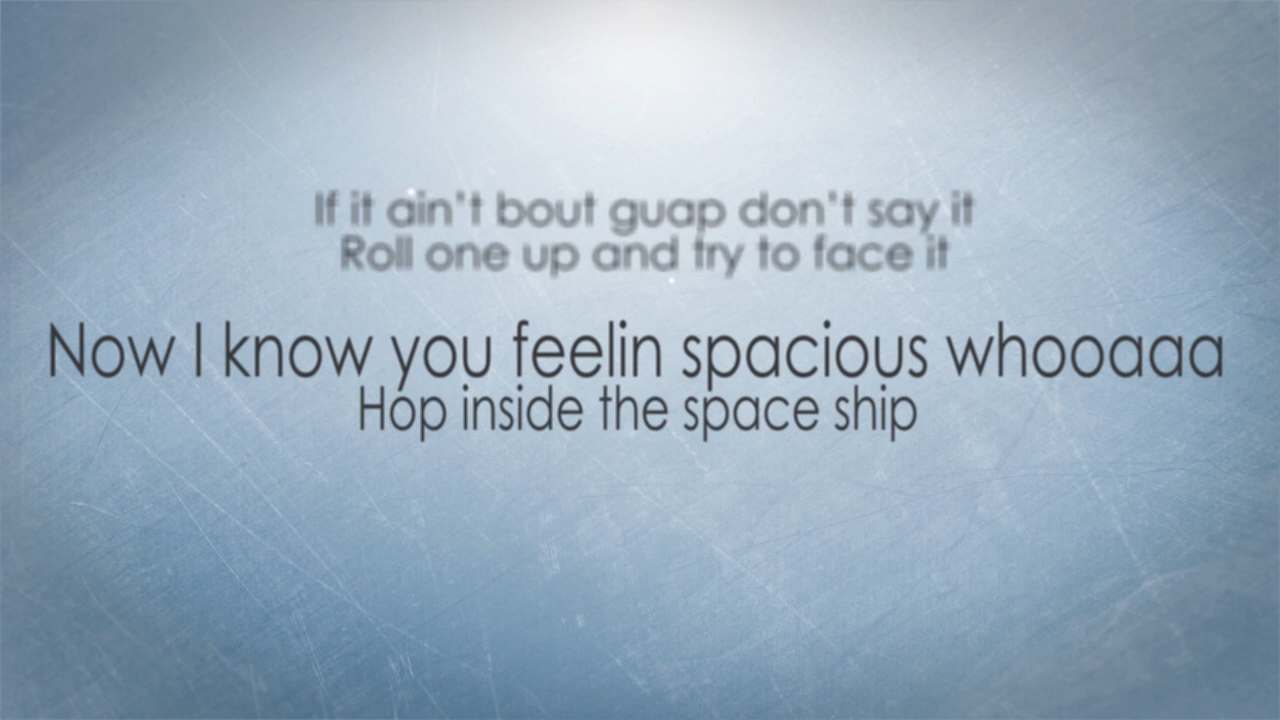 If it ain't bout guap don't say it
Roll one up and try to face it
Now I know you feelin spacious whooaaa
Hop inside the space ship